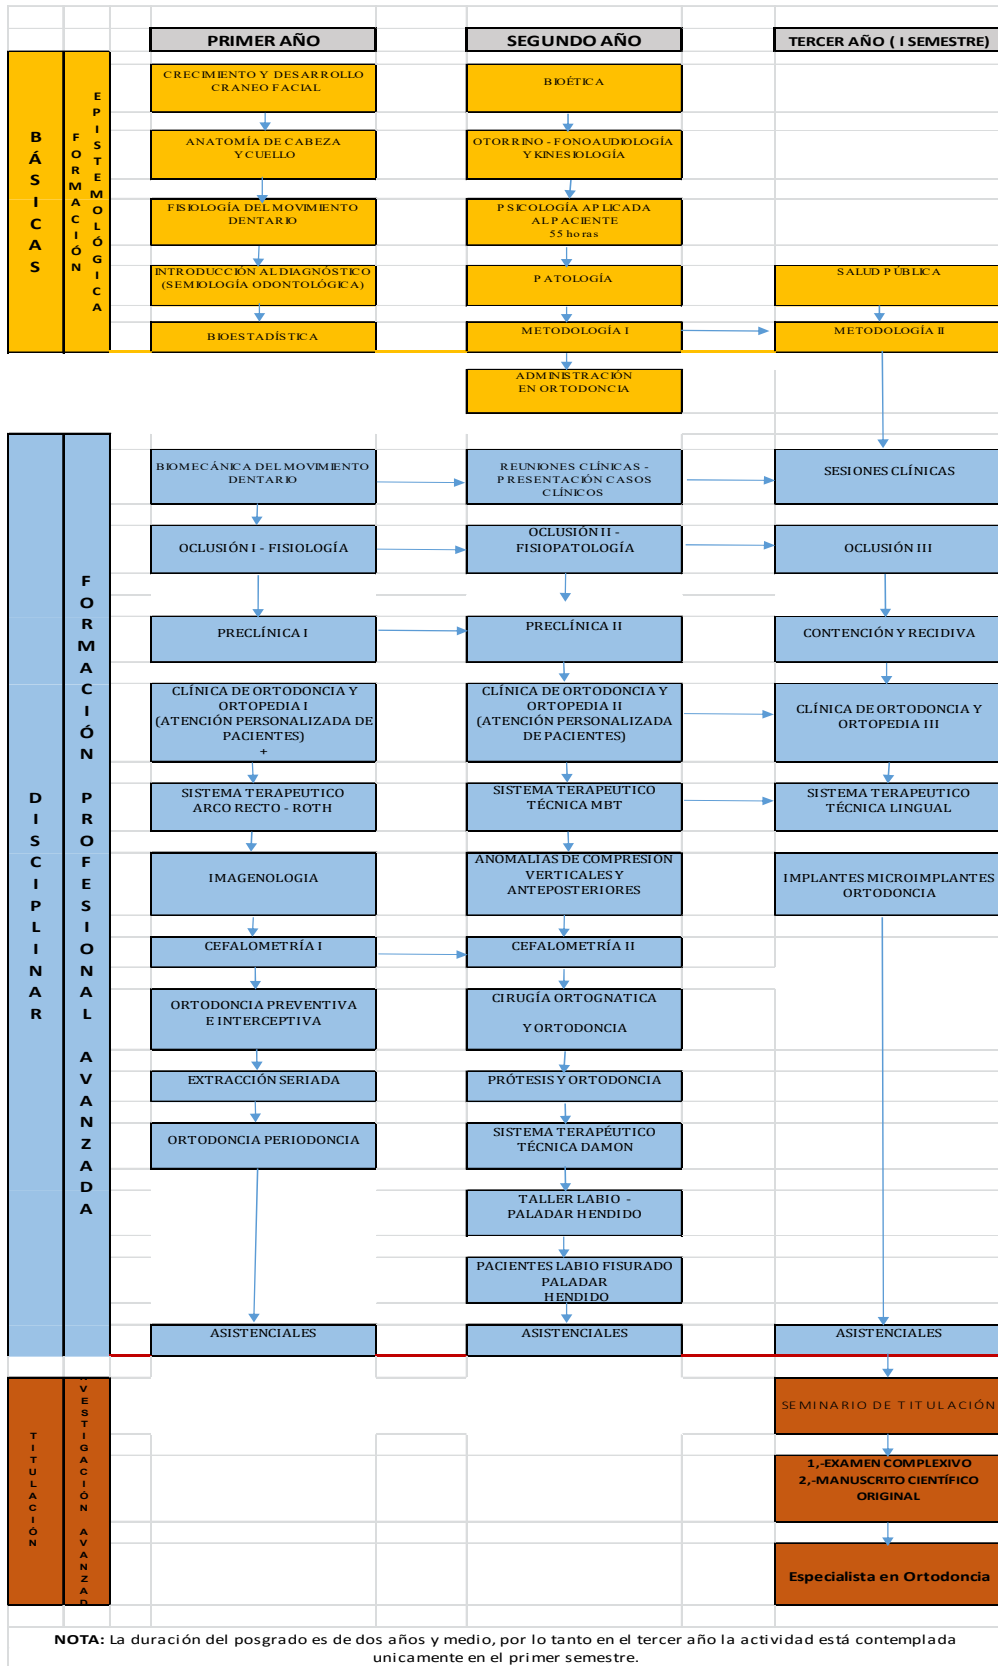 PRIMER AÑO
SEGUNDO AÑO
TERCER AÑO ( I SEMESTRE)
BÁSICAS
FORMACIÓN
EPISTEMOLÓGICA
CRECIMIENTO Y DESARROLLO
CRANEO FACIAL
BIOÉTICA
ANATOMÍA DE CABEZA
Y CUELLO
OTORRINO - FONOAUDIOLOGÍA
Y KINESIOLOGÍA
FISIOLOGÍA DEL MOVIMIENTO
DENTARIO
PSICOLOGÍA APLICADA
AL PACIENTE
55 horas
INTRODUCCIÓN AL DIAGNÓSTICO
(SEMIOLOGÍA ODONTOLÓGICA)
PATOLOGÍA
SALUD PÚBLICA
BIOESTADÍSTICA
METODOLOGÍA I
METODOLOGÍA II
ADMINISTRACIÓN
EN ORTODONCIA
DISCIPLINAR
FORMACIÓN PROFESIONAL AVANZADA
BIOMECÁNICA DEL MOVIMIENTO
DENTARIO
REUNIONES CLÍNICAS -
PRESENTACIÓN CASOS
CLÍNICOS
SESIONES CLÍNICAS
OCLUSIÓN I - FISIOLOGÍA
OCLUSIÓN II -
FISIOPATOLOGÍA
OCLUSIÓN III
PRECLÍNICA I
PRECLÍNICA II
CONTENCIÓN Y RECIDIVA
CLÍNICA DE ORTODONCIA Y
ORTOPEDIA I
(ATENCIÓN PERSONALIZADA DE
PACIENTES)
+
CLÍNICA DE ORTODONCIA Y
ORTOPEDIA II
(ATENCIÓN PERSONALIZADA
DE PACIENTES)
CLÍNICA DE ORTODONCIA Y
ORTOPEDIA III
SISTEMA TERAPEUTICO
ARCO RECTO - ROTH
SISTEMA TERAPEUTICO
TÉCNICA MBT
SISTEMA TERAPEUTICO
TÉCNICA LINGUAL
IMAGENOLOGIA
ANOMALIAS DE COMPRESIÓN
VERTICALES Y
ANTEPOSTERIORES
IMPLANTES MICROIMPLANTES
ORTODONCIA
CEFALOMETRÍA I
CEFALOMETRÍA II
ORTODONCIA PREVENTIVA
E INTERCEPTIVA
CIRUGÍA ORTOGNATICA
Y ORTODONCIA
EXTRACCIÓN SERIADA
PRÓTESIS Y ORTODONCIA
ORTODONCIA PERIODONCIA
SISTEMA TERAPÉUTICO
TÉCNICA DAMON
TALLER LABIO -
PALADAR HENDIDO
PACIENTES LABIO FISURADO
PALADAR
HENDIDO
ASISTENCIALES
ASISTENCIALES
ASISTENCIALES
TITULACIÓN
VESTIGACIÓN AVANZAD
SEMINARIO DE TITULACIÓN
1,-EXAMEN COMPLEXIVO
2,-MANUSCRITO CIENTÍFICO
ORIGINAL
Especialista en Ortodoncia
NOTA: La duración del posgrado es de dos años y medio, por lo tanto en el tercer año la actividad está contemplada
unicamente en el primer semestre.